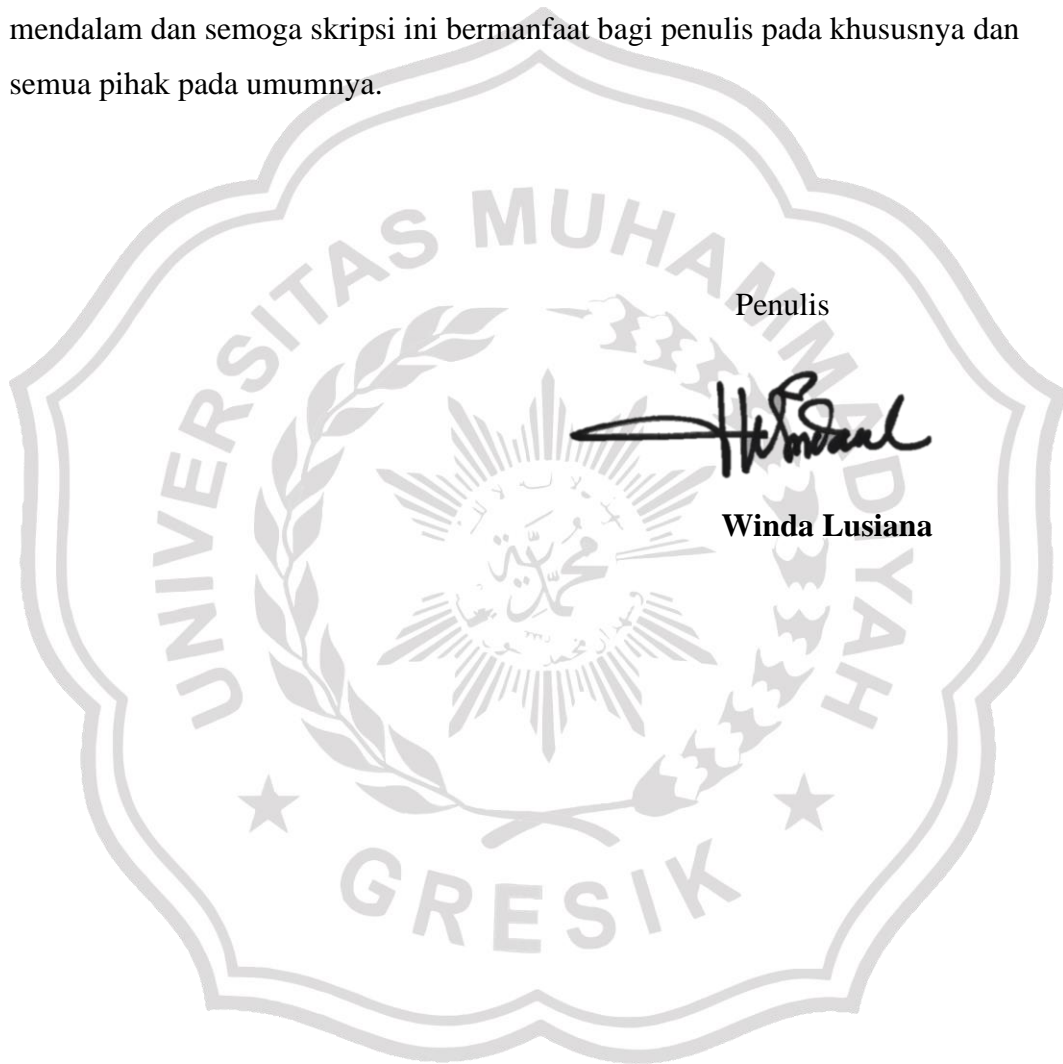 mendalam dan semoga skripsi ini bermanfaat bagi penulis pada khususnya dan
semua pihak pada umumnya.
UNIVERSITAS MUHAMMADIYAH
Penulis
Winda Lusiana
GRESIK